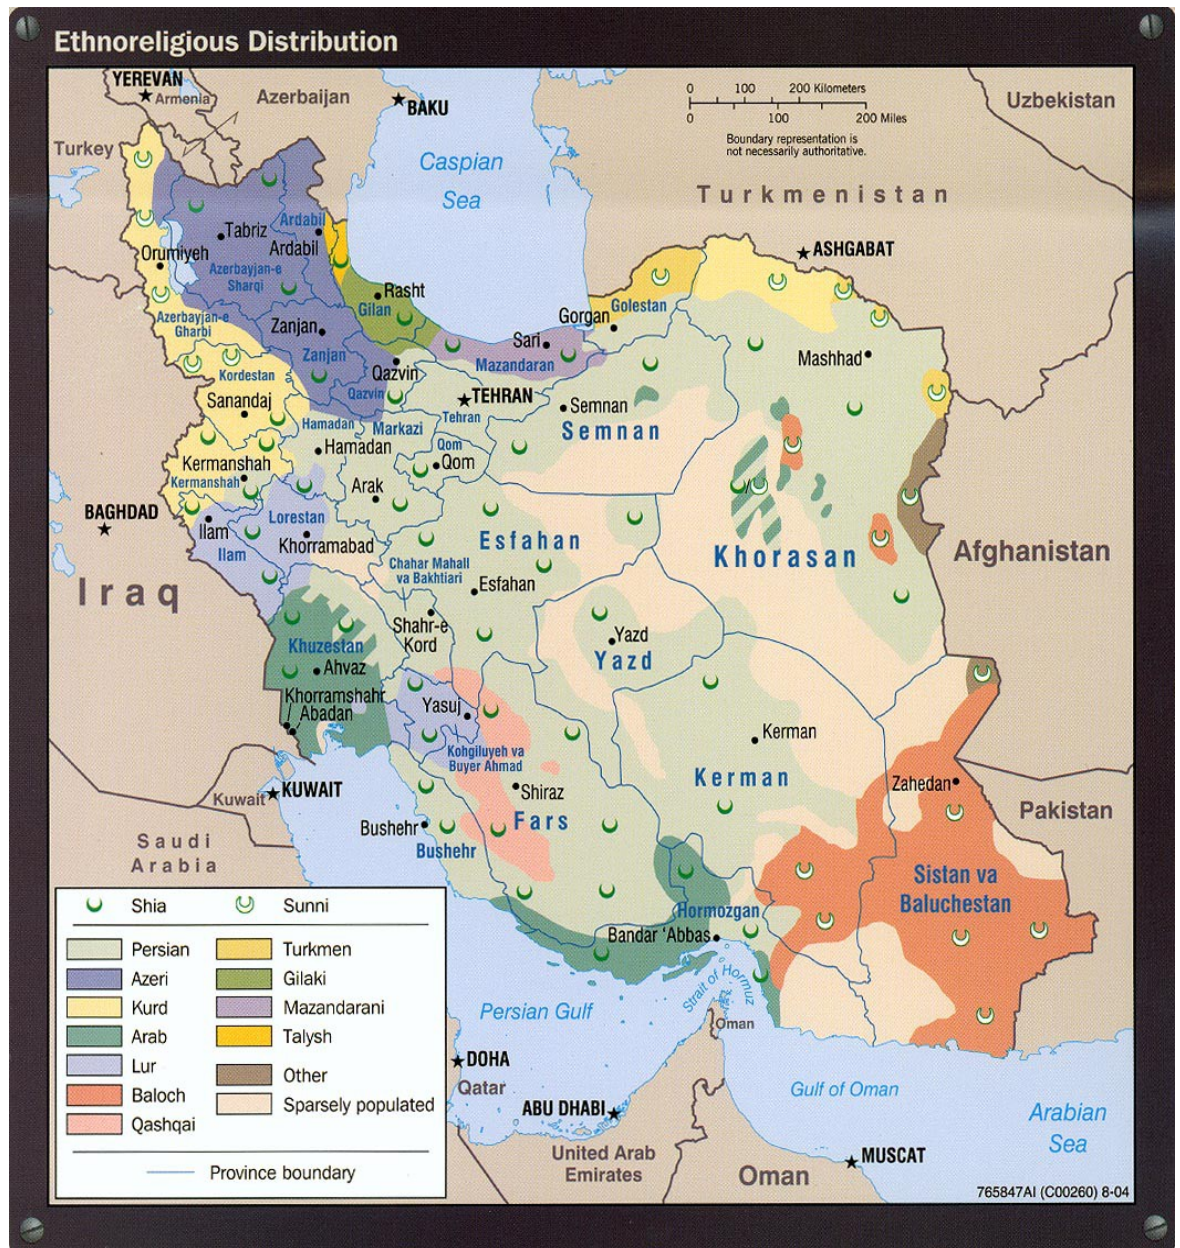 Ethnoreligious Distribution
YEREVAN
Armenia
Azerbaijan
BAKU
Turkey
Caspian
Sea
0 100 200 Kilometers
0 100 200 Miles
Boundary representation is
not necessarily authoritative.
Uzbekistan
Turkmenistan
ASHGABAT
Tabriz
Ardabil
Ardabil
Orumiyeh
Azerbayjan-e
Sharqi
Rasht
Gilan
Azerbayjan-e
Gharbi
Zanjan
Zanjan
Gorgan
Golestan
Sari
Mazandaran
Mashhad
Kordestan
Qazvin
Qazvin
TEHRAN
Tehran
Sanandaj
Semnan
Semnan
Hamadan
Markazi
Hamadan
Qom
Qom
Kermanshah
Kermanshah
Arak
BAGHDAD
Ilam
Ilam
Lorestan
Khorramabad
Esfahan
Khorasan
Afghanistan
Chahar Mahall
va Bakhtiari
Esfahan
Iraq
Shahr-e
Kord
Yazd
Yazd
Khuzestan
Ahvaz
Khorramshahr
Abadan
Yasuj
Kohgiluyeh va
Buyer Ahmad
Kerman
Kerman
Zahedan
Kuwait
KUWAIT
Shiraz
Fars
Pakistan
Saudi
Arabia
Bushehr
Bushehr
Sistan va
Baluchestan
Hormozgan
Bandar ‘Abbas
Strait of Hormuz
Persian Gulf
Oman
DOHA
Qatar
ABU DHABI
Gulf of Oman
Arabian
Sea
United Arab
Emirates
Oman
MUSCAT
Shia
Sunni
Persian
Azeri
Kurd
Arab
Lur
Baloch
Qashqai
Turkmen
Gilaki
Mazandarani
Talysh
Other
Sparsely populated
Province boundary
765847AI (C00260) 8-04